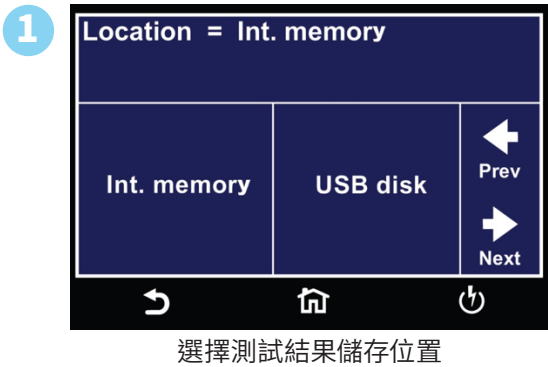 1
Location = Int. memory
Int. memory
USB disk
Prev
Next
選擇測試結果儲存位置